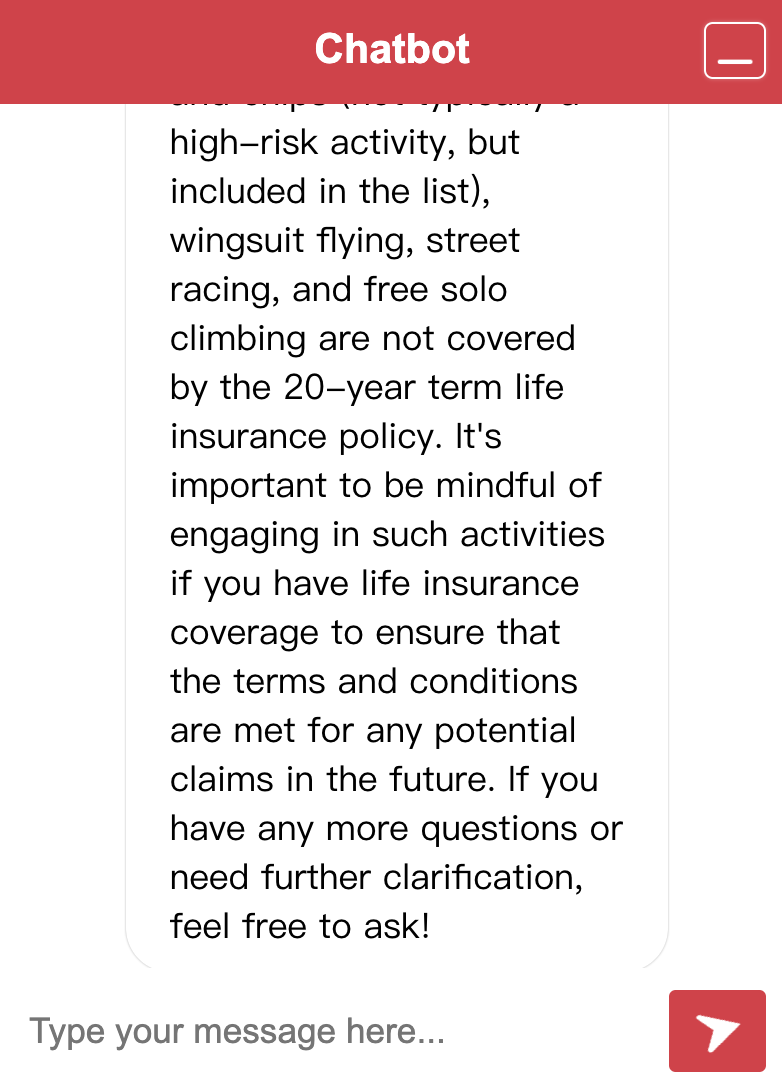 Chatbot
high–risk activity, but
included in the list),
wingsuit flying, street
racing, and free solo
climbing are not covered
by the 20–year term life
insurance policy. It's
important to be mindful of
engaging in such activities
if you have life insurance
coverage to ensure that
the terms and conditions
are met for any potential
claims in the future. If you
have any more questions or
need further clarification,
feel free to ask!
Type your message here...